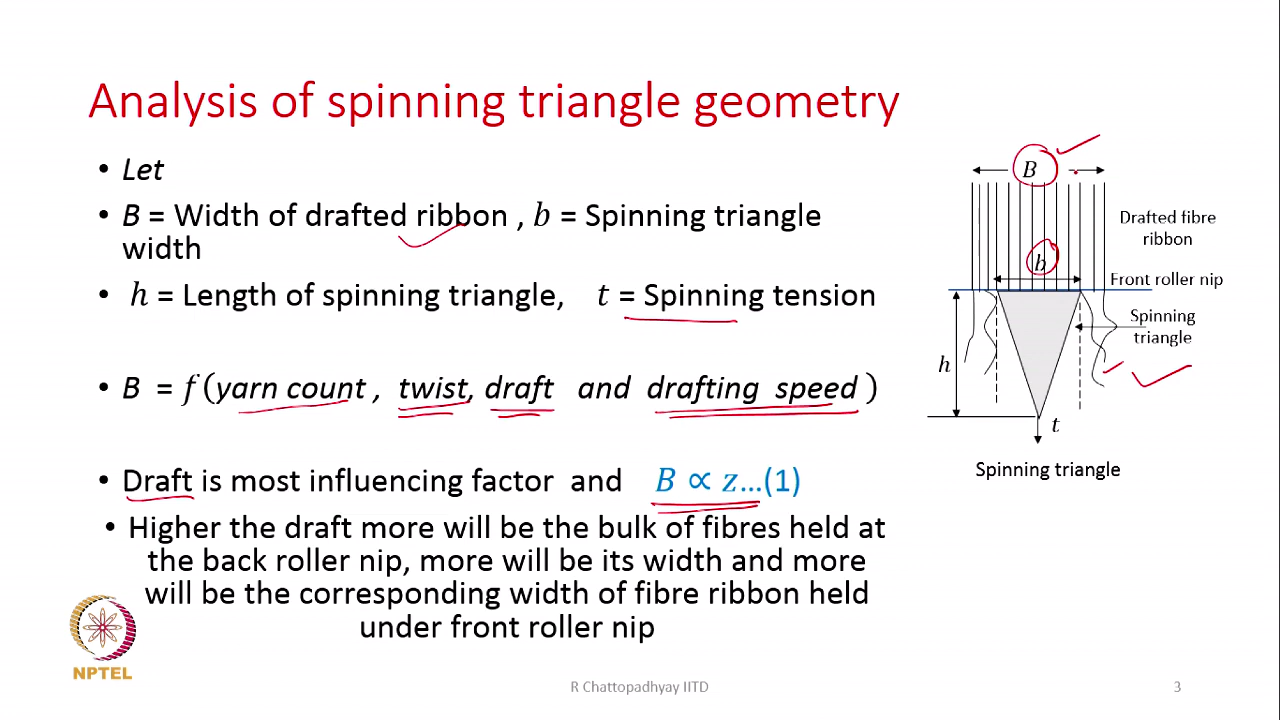 Analysis of spinning triangle geometry
• Let
• B = Width of drafted ribbon , b = Spinning triangle
width
• h = Length of spinning triangle, t = Spinning tension
• B = f(yarn count , twist, draft and drafting speed)
• Draft is most influencing factor and B ∝ z...(1)
• Higher the draft more will be the bulk of fibres held at
the back roller nip, more will be its width and more
will be the corresponding width of fibre ribbon held
under front roller nip
B
Drafted fibre
ribbon
b
Front roller nip
Spinning
triangle
h
t
Spinning triangle
NPTEL
R Chattopadhyay IITD
3